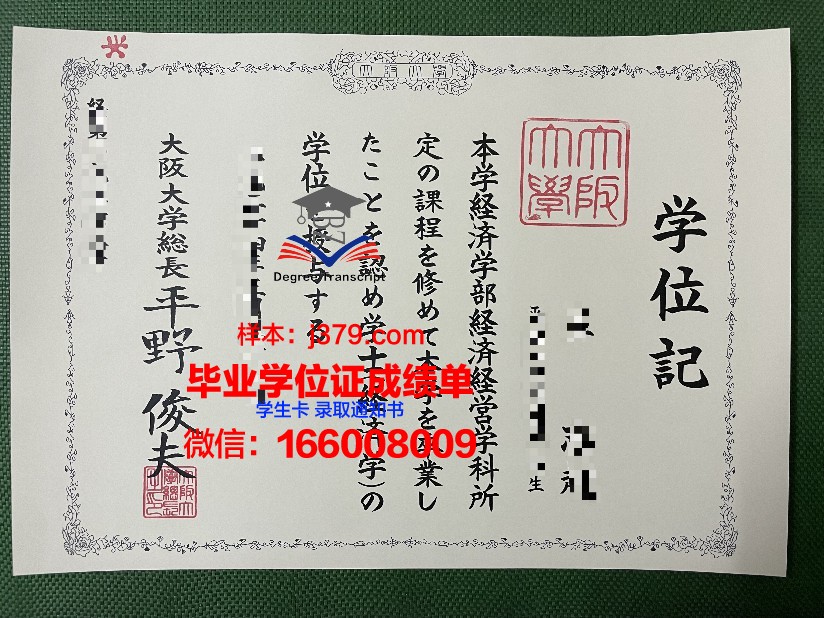 学位記
大阪大学
生
本学経済学部経済経営学科所
定の課程を修めて本学を卒業し
たことを認め学士(経済学)の
学位を授与する
大阪大学総長 平野俊夫
Degree Transcript
样本：j379.com
毕业学位证成绩单
学生卡 录取通知书
微信：166008009